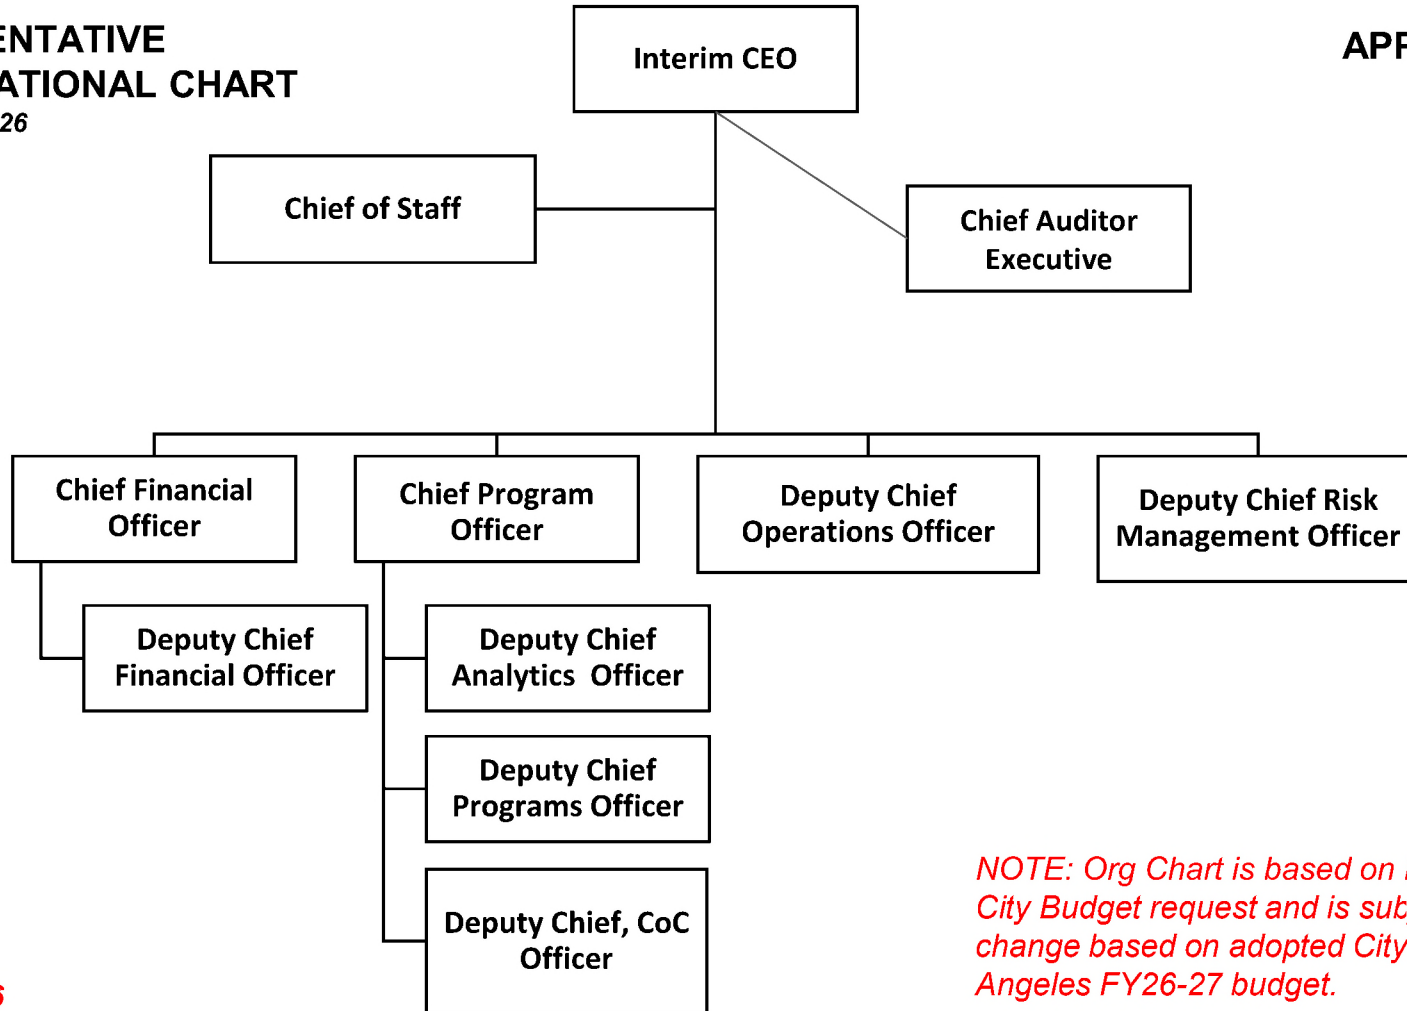 ENTATIVE
ATIONAL CHART
26
APP
Interim CEO
Chief of Staff
Chief Auditor
Executive
Chief Financial
Officer
Chief Program
Officer
Deputy Chief
Operations Officer
Deputy Chief Risk
Management Officer
Deputy Chief
Financial Officer
Deputy Chief
Analytics  Officer
Deputy Chief
Programs Officer
Deputy Chief, CoC
Officer
NOTE: Org Chart is based on
City Budget request and is sub
change based on adopted City
Angeles FY26-27 budget.
6